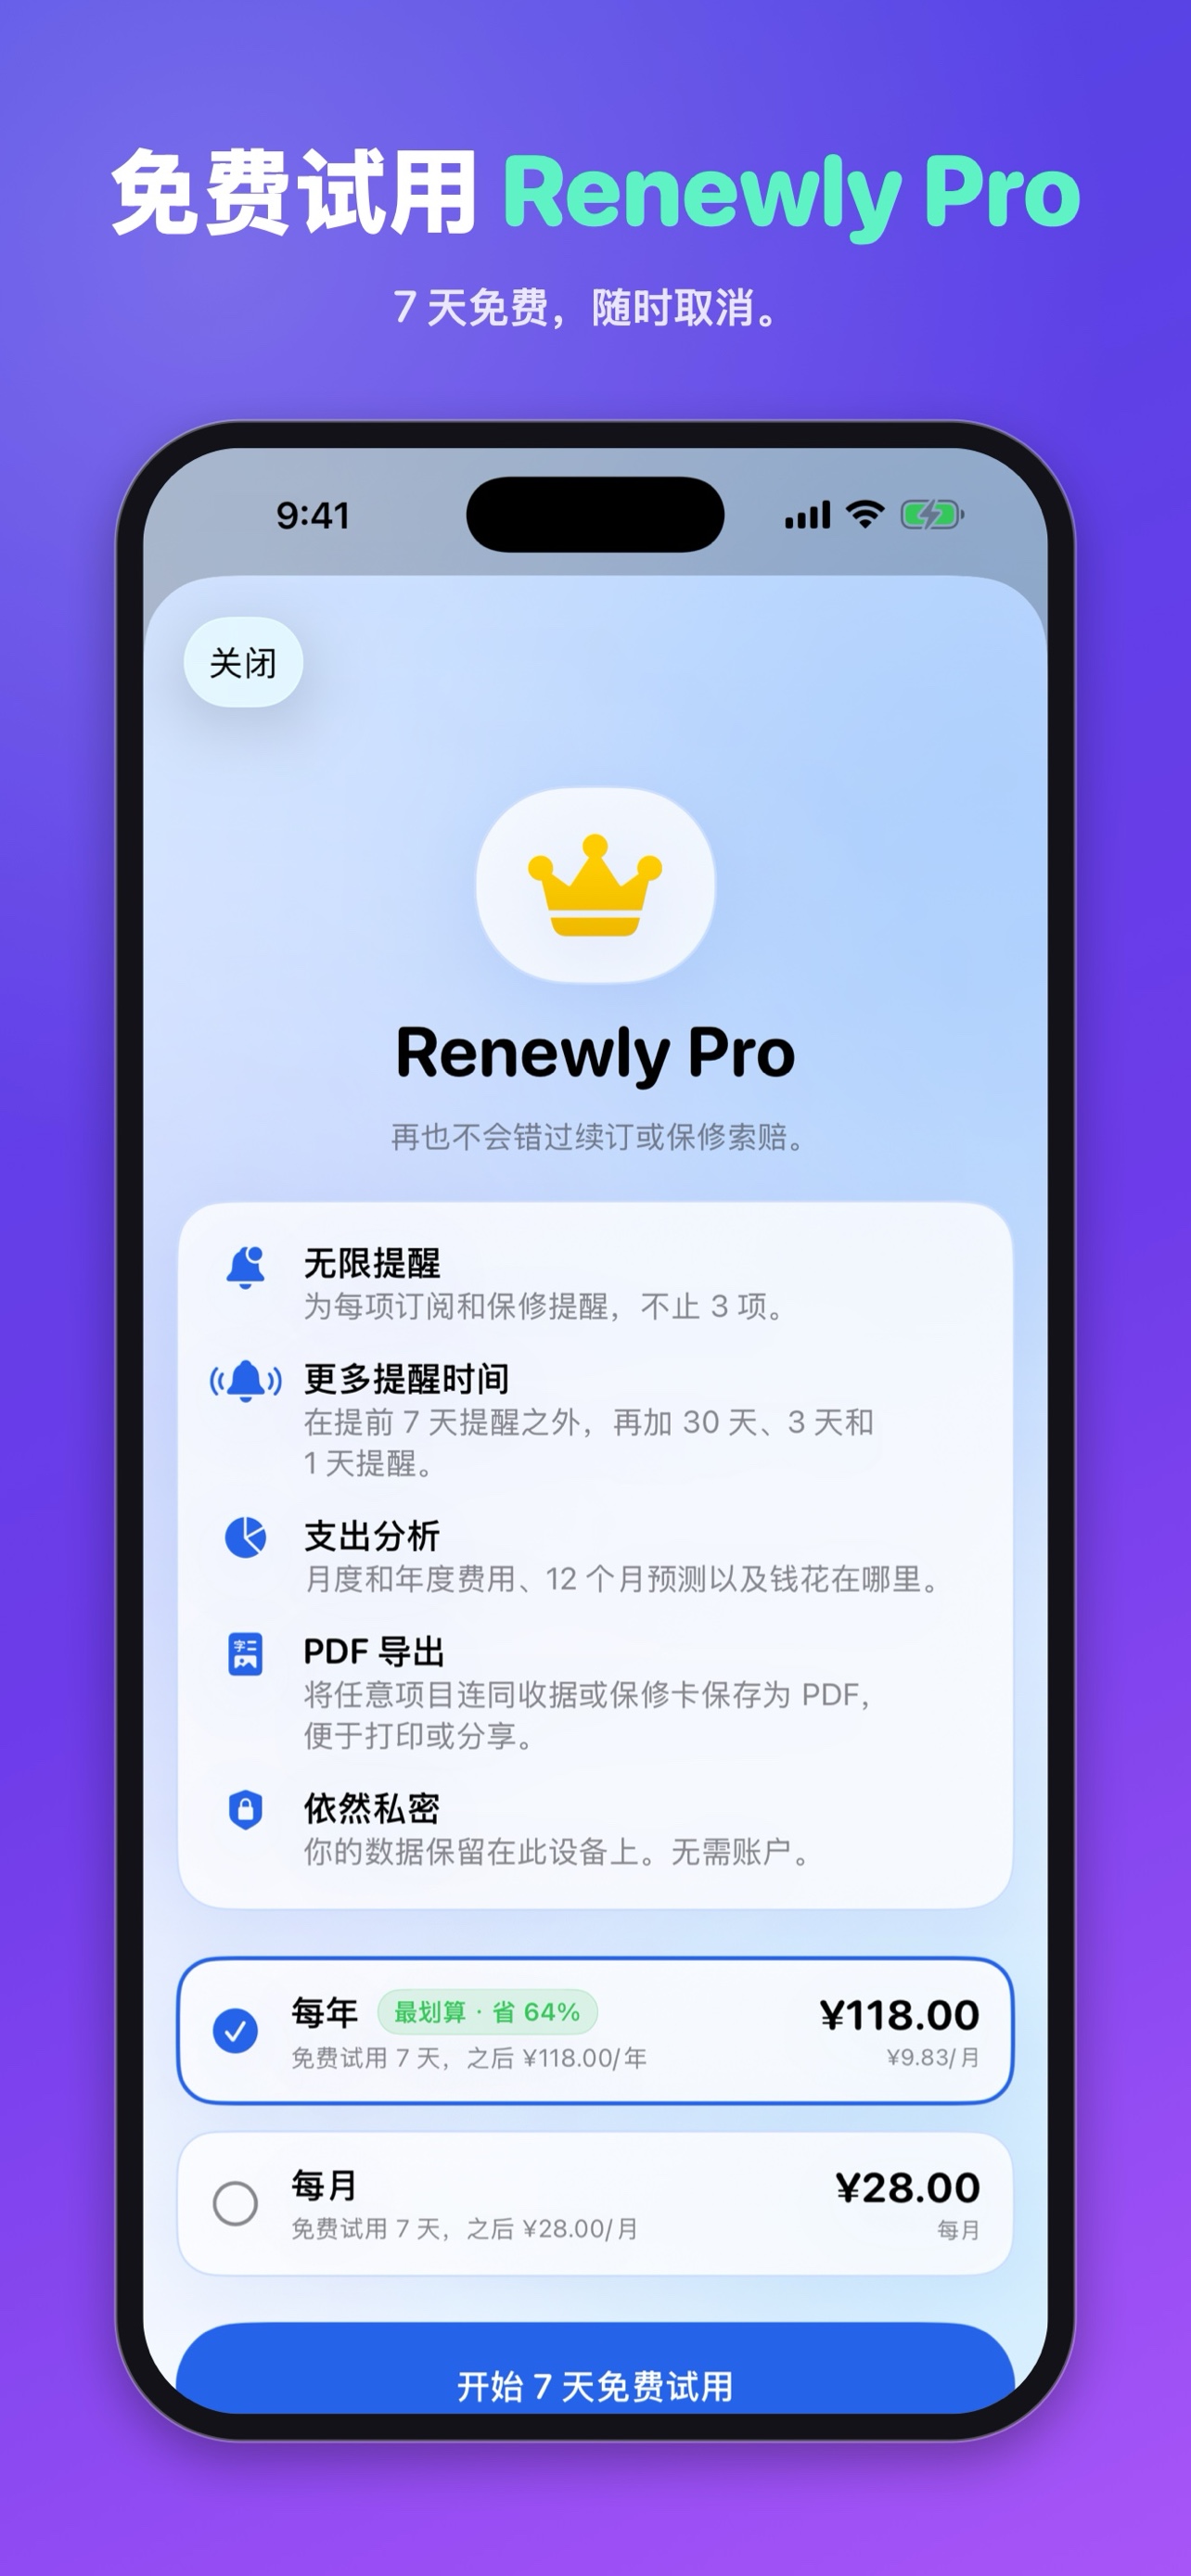 免费试用 Renewly Pro
7 天免费，随时取消。
9:41
关闭
Renewly Pro
再也不会错过续订或保修索赔。
无限提醒
为每项订阅和保修提醒，不止 3 项。
更多提醒时间
在提前 7 天提醒之外，再加 30 天、3 天和
1 天提醒。
支出分析
月度和年度费用、12 个月预测以及钱花在哪里。
字
PDF 导出
将任意项目连同收据或保修卡保存为 PDF，
便于打印或分享。
依然私密
你的数据保留在此设备上。无需账户。
每年 最划算 · 省 64% ¥118.00
免费试用 7 天，之后 ¥118.00/年 ¥9.83/月
每月 ¥28.00
免费试用 7 天，之后 ¥28.00/月 每月
开始 7 天免费试用